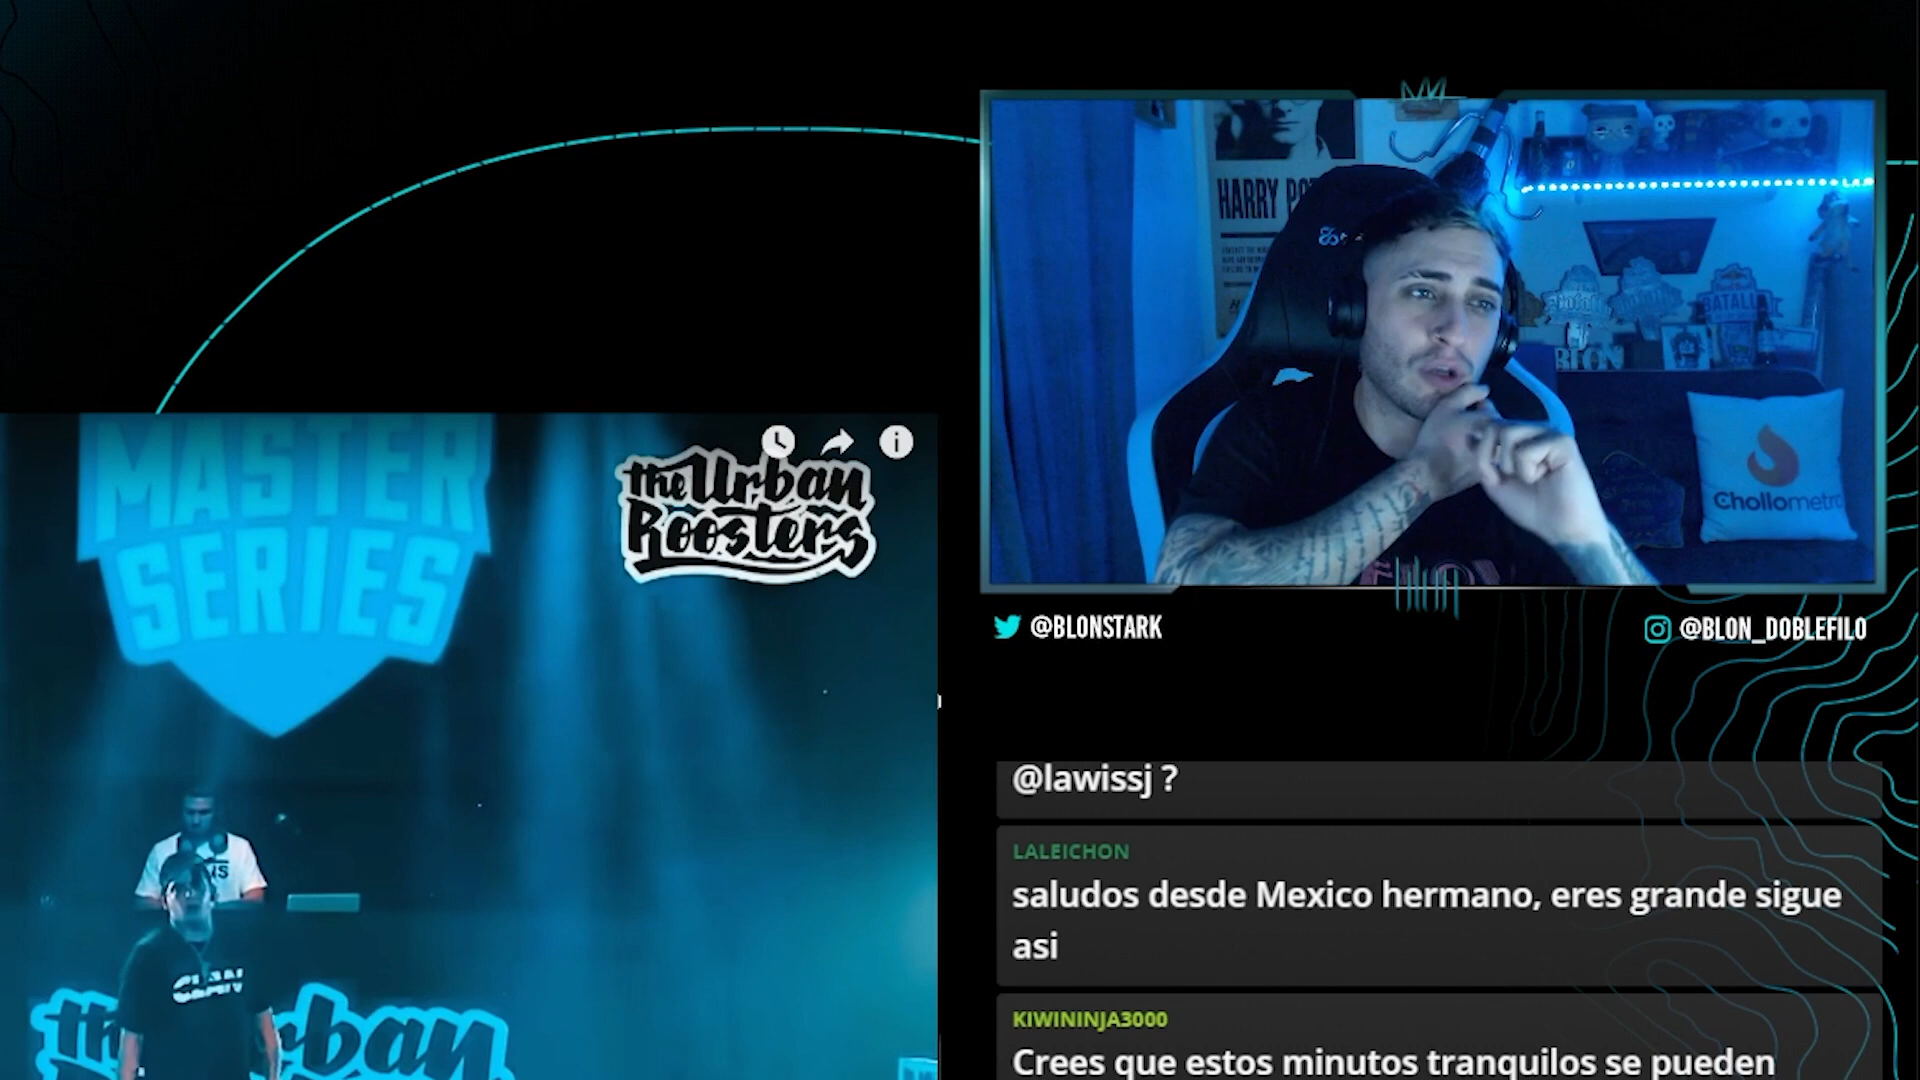 MASTER
SERIES
the Urban
Roosters
HARRY
BATALLA
BLON
Chollometro
@BLONSTARK
@BLON_DOBLEFILO
@lawissj ?
LALEICHON
saludos desde Mexico hermano, eres grande sigue
asi
KIWININJA3000
Crees que estos minutos tranquilos se pueden